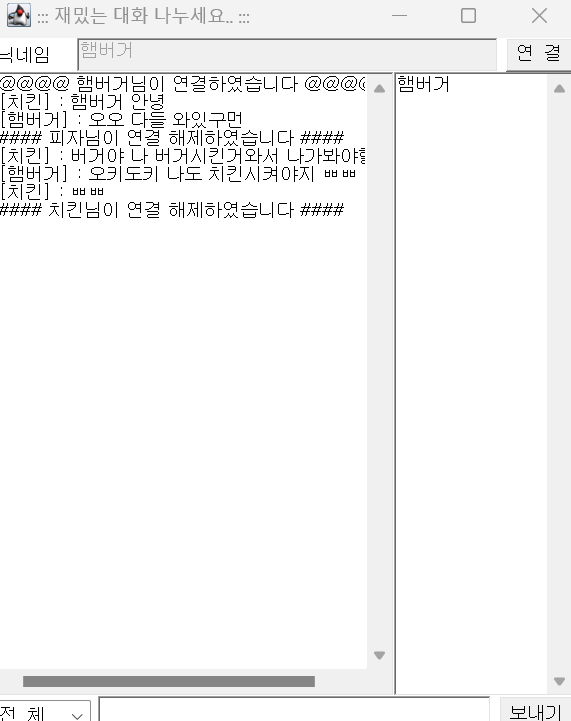 ::: 재밌는 대화 나누세요.. :::
닉네임
햄버거
연 결
@@@@ 햄버거님이 연결하였습니다 @@@@
[치킨] : 햄버거 안녕
[햄버거] : 오오 다들 와있구먼
#### 피자님이 연결 해제하였습니다 ####
[치킨] : 버거야 나 버거시킨거와서
[햄버거] : 오키도키 나도 치킨시켜야지 ㅃㅃ
[치킨] : ㅃㅃ
#### 치킨님이 연결 해제하였습니다 ####
햄버거
전 체
보내기